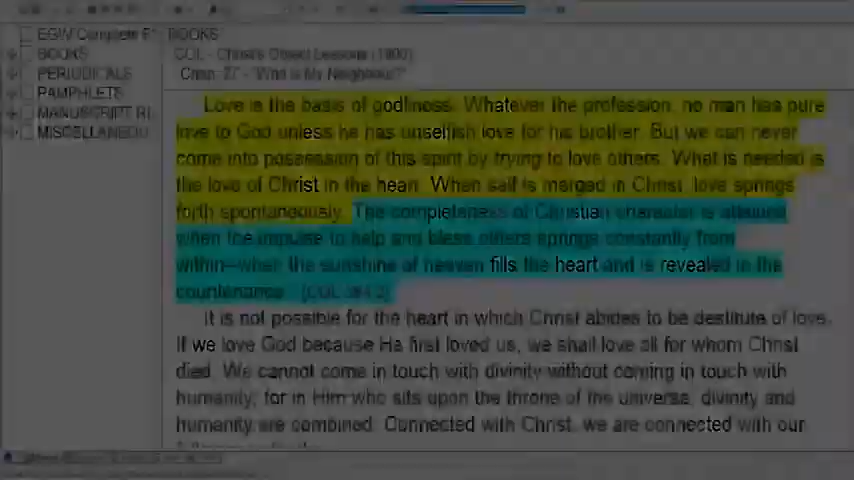 EGW Complete
BOOKS
PERIODICALS
PAMPHLETS
MANUSCRIPT RE
MISCELLANEOU
BOOKS
COL - Christ's Object Lessons (1900)
Chap. 27 - "Who Is My Neighbour?"
Love is the basis of godliness. Whatever the profession, no man has pure
love to God unless he has unselfish love for his brother. But we can never
come into possession of this spirit by trying to love others. What is needed is
the love of Christ in the heart. When self is merged in Christ, love springs
forth spontaneously. The completeness of Christian character is attained
when the impulse to help and bless others springs constantly from
within—when the sunshine of heaven fills the heart and is revealed in the
countenance. {COL 384.2}
It is not possible for the heart in which Christ abides to be destitute of love.
If we love God because He first loved us, we shall love all for whom Christ
died. We cannot come in touch with divinity without coming in touch with
humanity; for in Him who sits upon the throne of the universe, divinity and
humanity are combined. Connected with Christ, we are connected with our